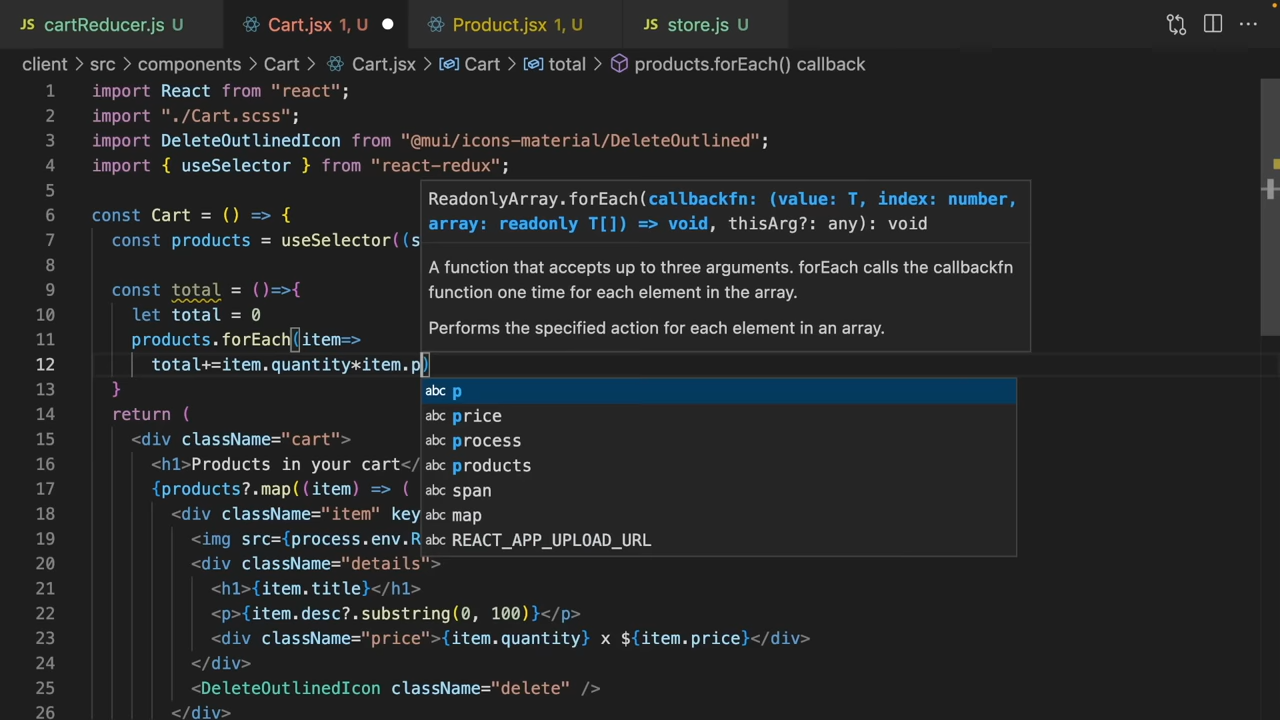 JS cartReducer.js U
Cart.jsx 1, U
Product.jsx 1, U
JS store.js U
client > src > components > Cart > Cart.jsx > Cart > total > products.forEach() callback
1 import React from "react";
2 import "./Cart.scss";
3 import DeleteOutlinedIcon from "@mui/icons-material/DeleteOutlined";
4 import { useSelector } from "react-redux";
5
6 const Cart = () => {
7 const products = useSelector((s
8
9 const total = ()=>{
10 let total = 0
11 products.forEach(item=>
12 total+=item.quantity*item.p)
13 }
14 return (
15 <div className="cart">
16 <h1>Products in your cart</
17 {products?.map((item) => (
18 <div className="item" key
19 <img src={process.env.R
20 <div className="details">
21 <h1>{item.title}</h1>
22 <p>{item.desc?.substring(0, 100)}</p>
23 <div className="price">{item.quantity} x ${item.price}</div>
24 </div>
25 <DeleteOutlinedIcon className="delete" />
26 </div>
ReadonlyArray.forEach(callbackfn: (value: T, index: number,
array: readonly T[]) => void, thisArg?: any): void
A function that accepts up to three arguments. forEach calls the callbackfn
function one time for each element in the array.
Performs the specified action for each element in an array.
abc p
abc price
abc process
abc products
abc span
abc map
abc REACT_APP_UPLOAD_URL